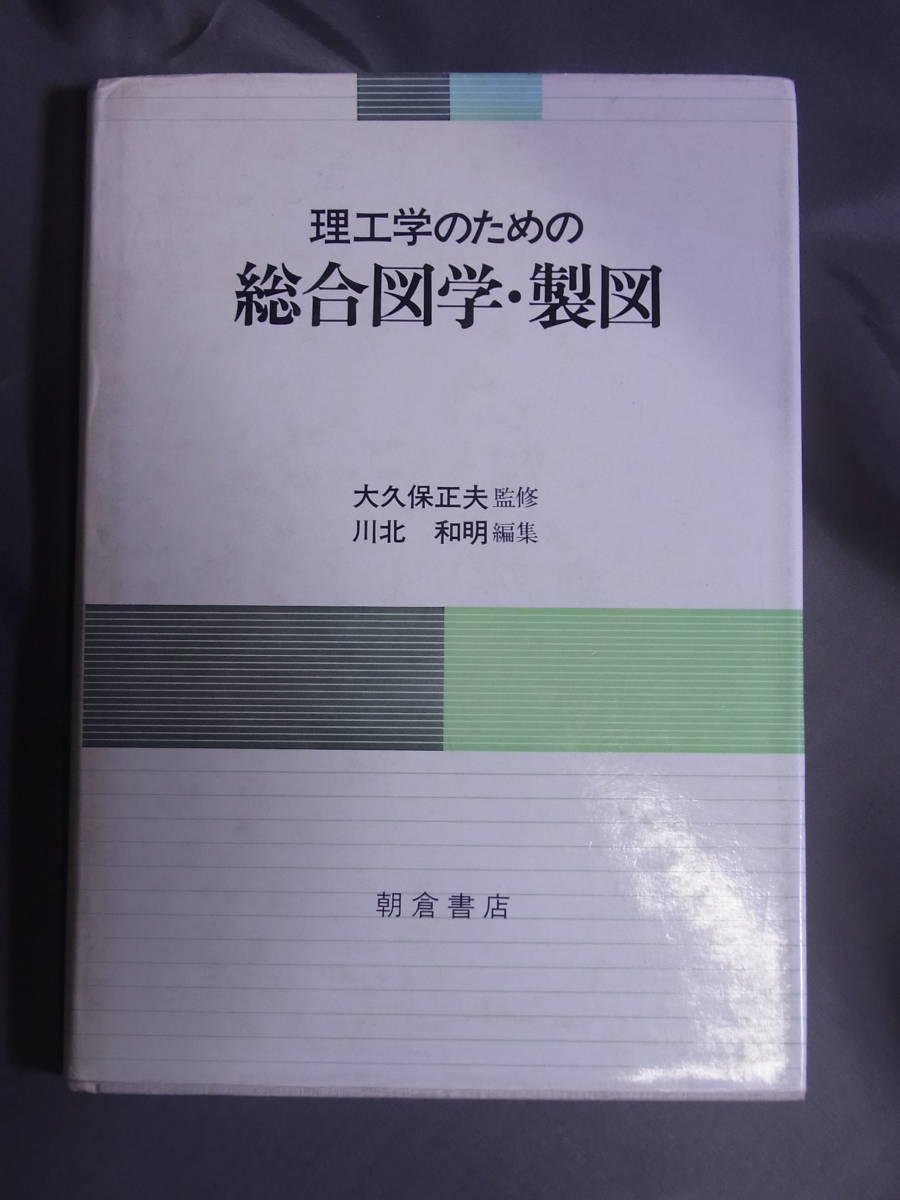 理工学のための
総合図学・製図
大久保正夫監修
川北　和明編集
朝倉書店